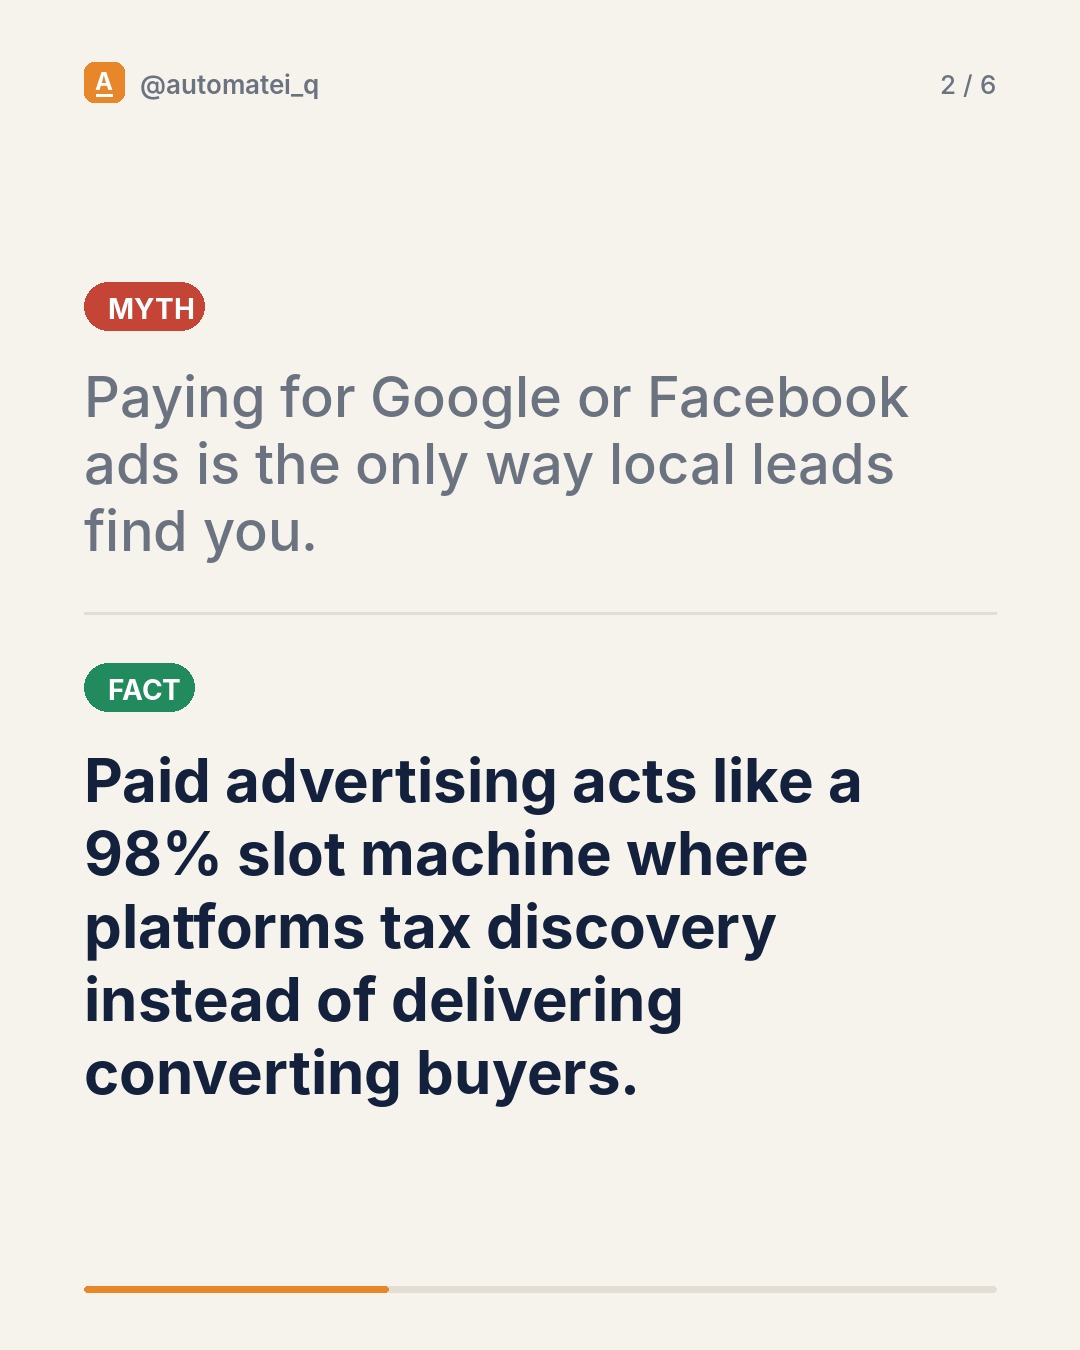 A @automatei_q
2 / 6
MYTH
Paying for Google or Facebook
ads is the only way local leads
find you.
FACT
Paid advertising acts like a
98% slot machine where
platforms tax discovery
instead of delivering
converting buyers.